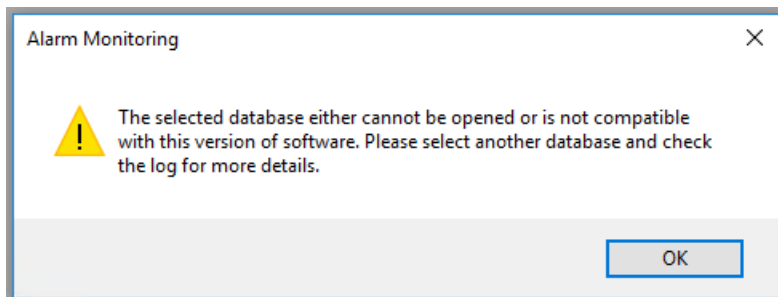 Alarm Monitoring
The selected database either cannot be opened or is not compatible
with this version of software. Please select another database and check
the log for more details.
OK